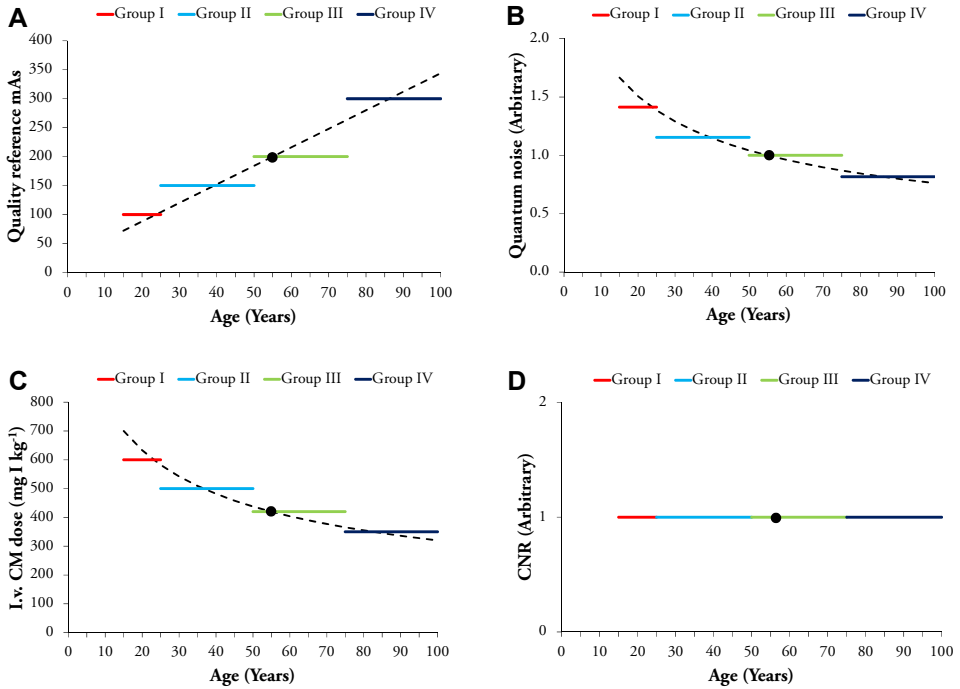 A
Group I Group II Group III Group IV
Quality reference mAs
400
350
300
250
200
150
100
50
0
0 10 20 30 40 50 60 70 80 90 100
Age (Years)
B
Group I Group II Group III Group IV
Quantum noise (Arbitrary)
2.0
1.5
1.0
0.5
0.0
0 10 20 30 40 50 60 70 80 90 100
Age (Years)
C
Group I Group II Group III Group IV
I.v. CM dose (mg I kg⁻¹)
800
700
600
500
400
300
200
100
0
0 10 20 30 40 50 60 70 80 90 100
Age (Years)
D
Group I Group II Group III Group IV
CNR (Arbitrary)
2
1
0
0 10 20 30 40 50 60 70 80 90 100
Age (Years)